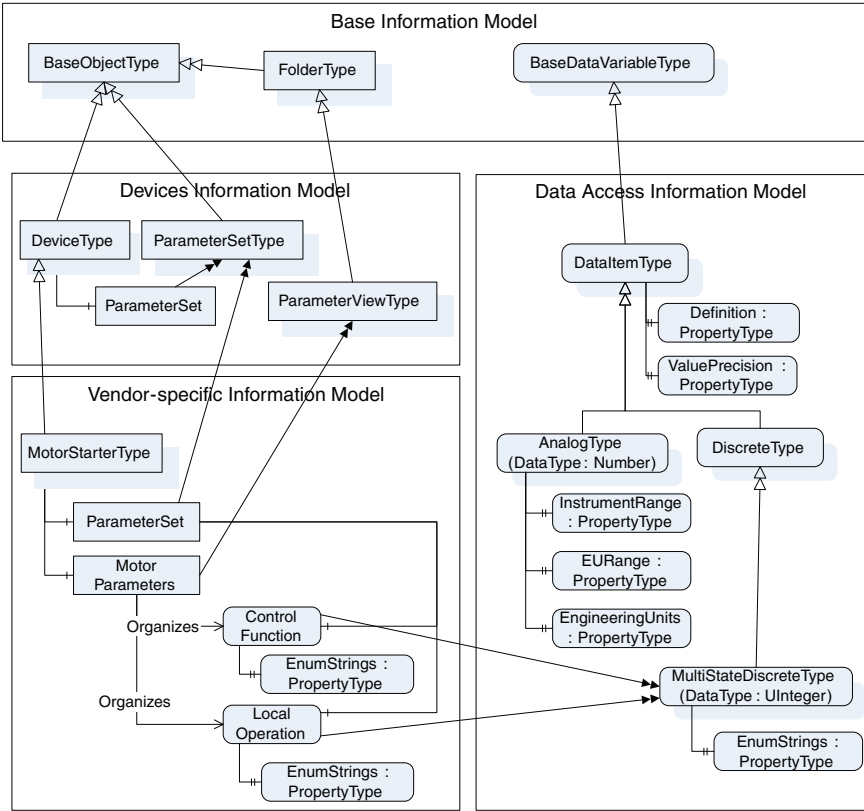 Base Information Model
BaseObjectType
FolderType
BaseDataVariableType
Devices Information Model
DeviceType
ParameterSetType
ParameterSet
ParameterViewType
Vendor-specific Information Model
MotorStarterType
ParameterSet
Motor
Parameters
Organizes
Control
Function
EnumStrings :
PropertyType
Organizes
Local
Operation
EnumStrings :
PropertyType
Data Access Information Model
DataItemType
Definition :
PropertyType
ValuePrecision :
PropertyType
AnalogType
(DataType : Number)
DiscreteType
InstrumentRange
: PropertyType
EURange :
PropertyType
EngineeringUnits
: PropertyType
MultiStateDiscreteType
(DataType : UInteger)
EnumStrings :
PropertyType